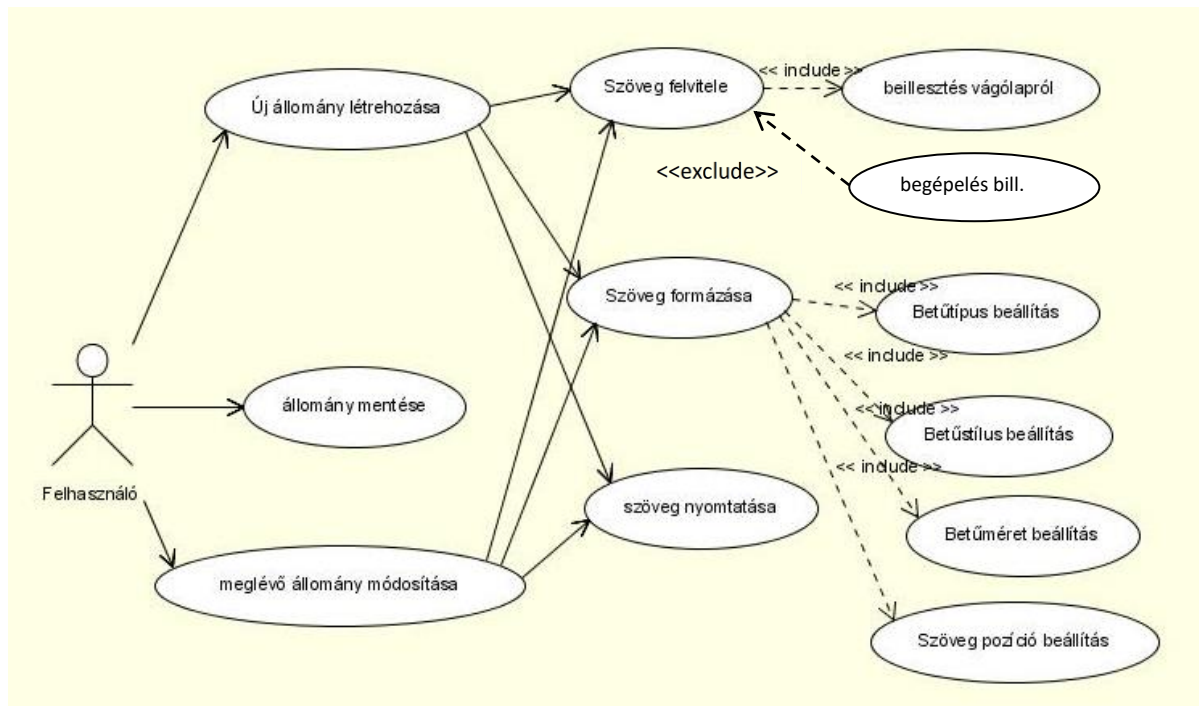 Új állomány létrehozása
Szöveg felvitele
<< include >>
beillesztés vágólapról
<<exclude>>
begépelés bill.
Szöveg formázása
<< include >>
Betűtípus beállítás
<< include >>
állomány mentése
<< include >>
Betűstílus beállítás
<< include >>
Felhasználó
szöveg nyomtatása
Betűméret beállítás
meglévő állomány módosítása
Szöveg pozíció beállítás